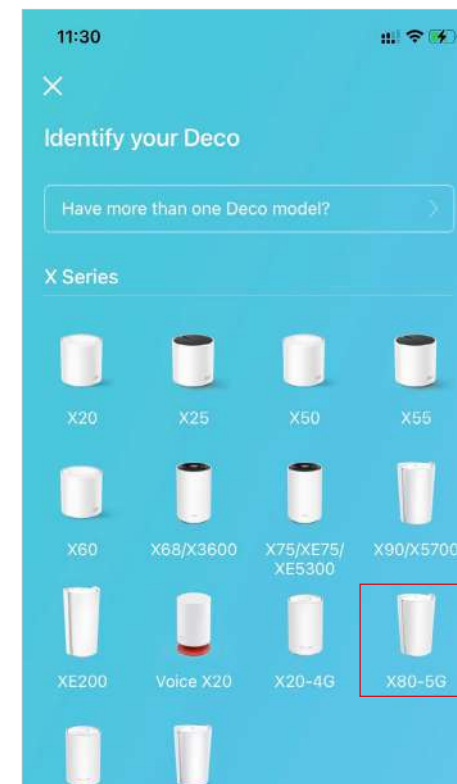 11:30
Identify your Deco
Have more than one Deco model?
X Series
X20 X25 X50 X55
X60 X68/X3600 X75/XE75/ X90/X5700
XE5300
XE200 Voice X20 X20-4G X80-5G